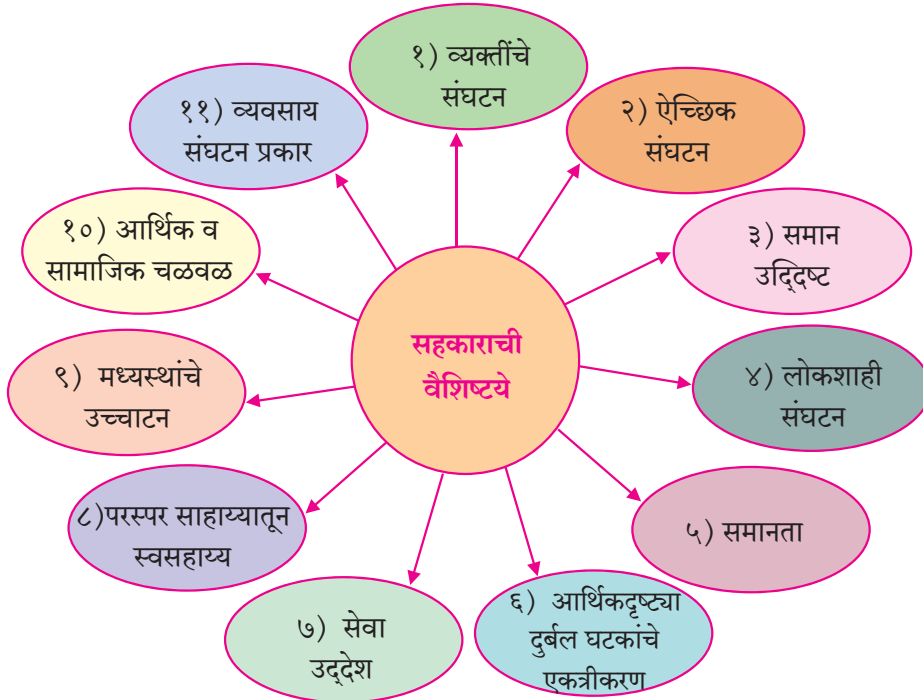 सहकाराची
वैशिष्टये
१) व्यक्तींचे
संघटन
२) ऐच्छिक
संघटन
३) समान
उद्दिष्ट
४) लोकशाही
संघटन
५) समानता
६) आर्थिकदृष्ट्या
दुर्बल घटकांचे
एकत्रीकरण
७) सेवा
उद्देश
८)परस्पर साहाय्यातून
स्वसहाय्य
९) मध्यस्थांचे
उच्चाटन
१०) आर्थिक व
सामाजिक चळवळ
११) व्यवसाय
संघटन प्रकार